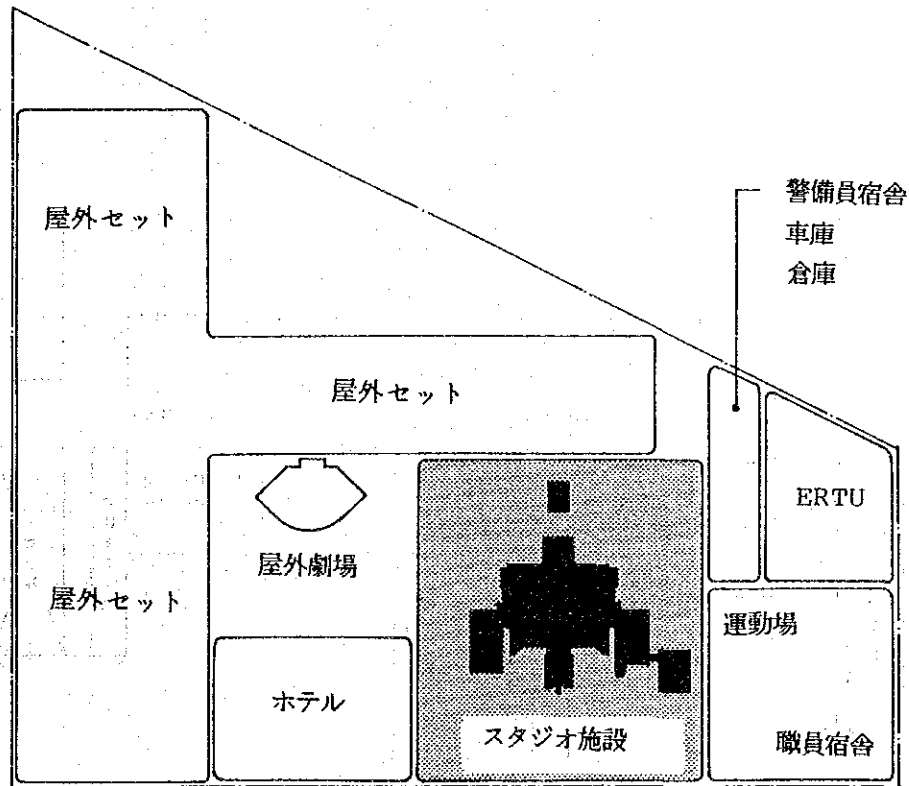 屋外セット
警備員宿舎
車庫
倉庫
屋外セット
ERTU
屋外劇場
屋外セット
運動場
ホテル
スタジオ施設
職員宿舎